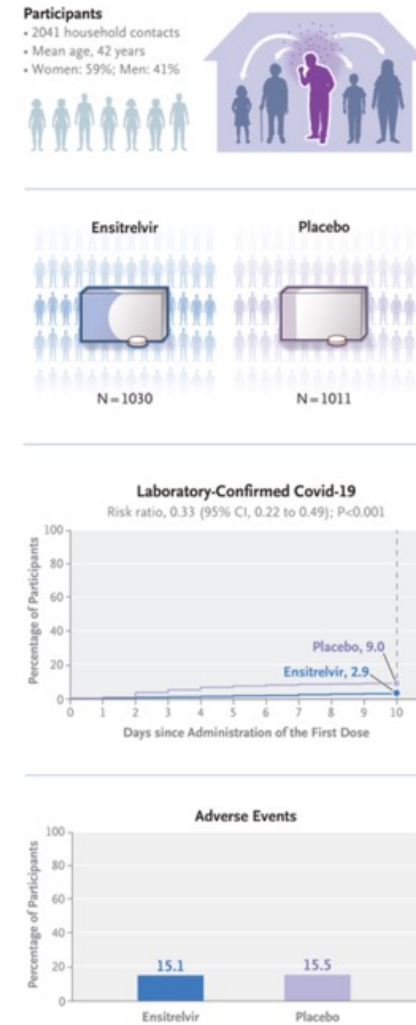 Participants
• 2041 household contacts
• Mean age, 42 years
• Women: 59%; Men: 41%
Ensitrelvir
Placebo
N=1030
N=1011
Laboratory-Confirmed Covid-19
Risk ratio, 0.33 (95% CI, 0.22 to 0.49); P<0.001
Percentage of Participants
100
80
60
40
20
0
Placebo, 9.0
Ensitrelvir, 2.9
0 1 2 3 4 5 6 7 8 9 10
Days since Administration of the First Dose
Adverse Events
Percentage of Participants
100
80
60
40
20
0
15.1
15.5
Ensitrelvir
Placebo